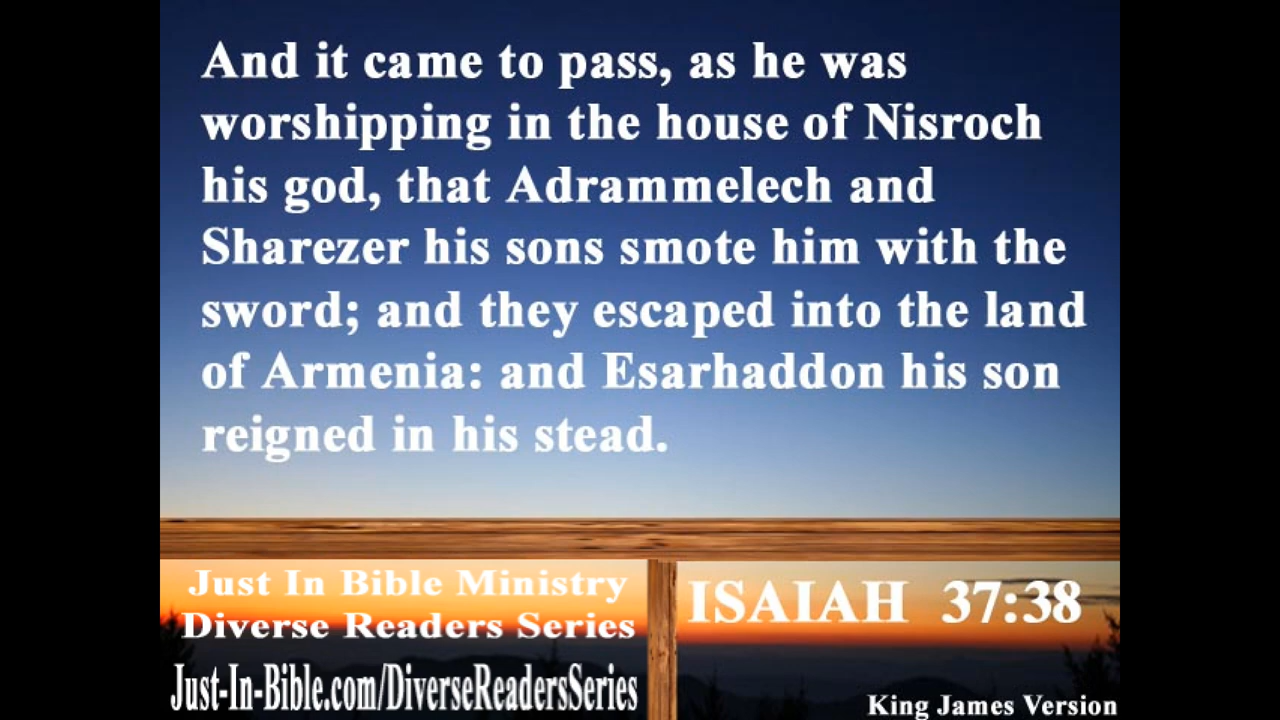 And it came to pass, as he was
worshipping in the house of Nisroch
his god, that Adrammelech and
Sharezer his sons smote him with the
sword; and they escaped into the land
of Armenia: and Esarhaddon his son
reigned in his stead.
Just In Bible Ministry
Diverse Readers Series
Just-In-Bible.com/DiverseReadersSeries
ISAIAH 37:38
King James Version